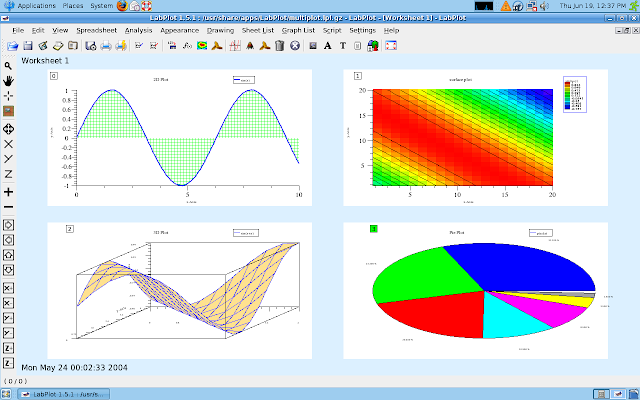 Applications Places System Thu Jun 19, 12:37 PM
LabPlot 1.5.1 : /usr/share/apps/LabPlot/multiplot.lpl.gz - LabPlot - [Worksheet 1] - LabPlot
File Edit View Spreadsheet Analysis Appearance Drawing Sheet List Graph List Script Settings Help
Worksheet 1
0
2D Plot
1
0.8
0.6
0.4
0.2
0
-0.2
-0.4
-0.6
-0.8
-1
0 5 10
1
surface plot
20
15
10
5
5 10 15 20
2
3D Plot
3
Pie Plot
Mon May 24 00:02:33 2004
( 0 / 0 )
LabPlot 1.5.1 : /usr/s